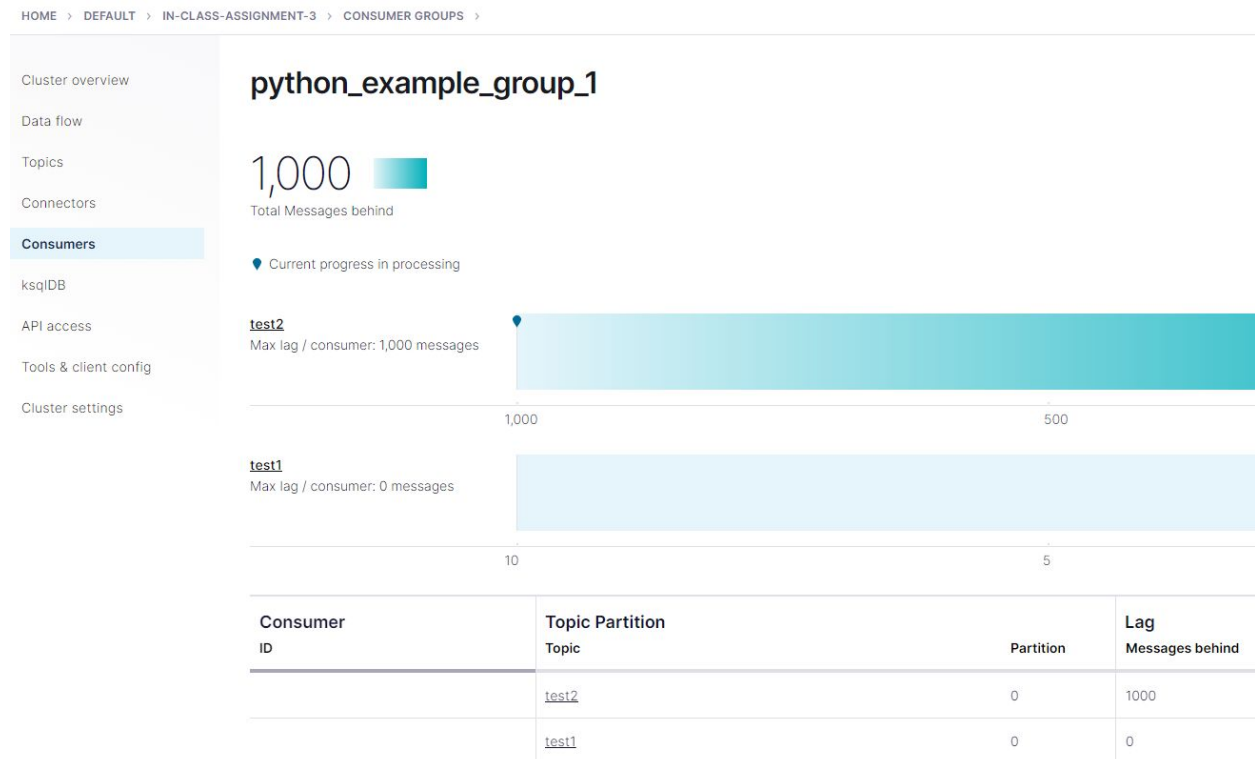 HOME > DEFAULT > IN-CLASS-ASSIGNMENT-3 > CONSUMER GROUPS >
Cluster overview
Data flow
Topics
Connectors
Consumers
ksqlDB
API access
Tools & client config
Cluster settings
python_example_group_1
1,000
Total Messages behind
Current progress in processing
test2
Max lag / consumer: 1,000 messages
1,000 500
test1
Max lag / consumer: 0 messages
10 5
Consumer Topic Partition Lag
ID Topic Partition Messages behind
test2 0 1000
test1 0 0